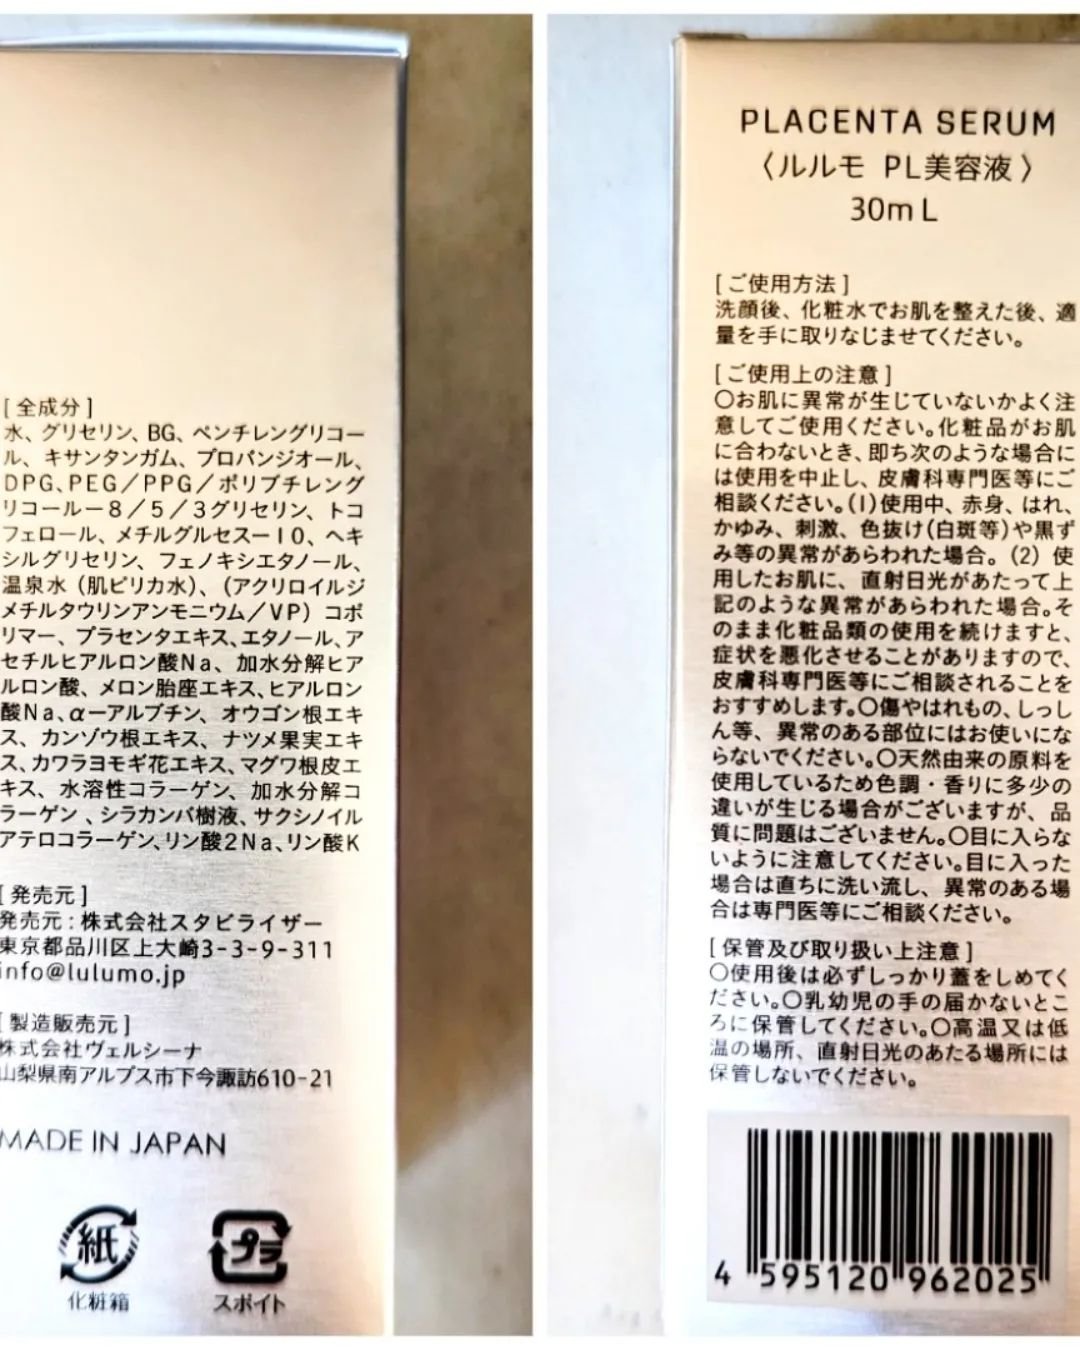 [ 全成分 ]
水、グリセリン、BG、ペンチレングリコー
ル、キサンタンガム、プロパンジオール、
DPG、PEG／PPG／ポリブチレング
リコールー8／5／3グリセリン、トコ
フェロール、メチルグルセスー10、ヘキ
シルグリセリン、フェノキシエタノール、
温泉水（肌ピリカ水）、（アクリロイルジ
メチルタウリンアンモニウム／VP）コポ
リマー、プラセンタエキス、エタノール、ア
セチルヒアルロン酸Na、加水分解ヒア
ルロン酸、メロン胎座エキス、ヒアルロン
酸Na、αーアルブチン、オウゴン根エキ
ス、カンゾウ根エキス、ナツメ果実エキ
ス、カワラヨモギ花エキス、マグワ根皮エ
キス、水溶性コラーゲン、加水分解コ
ラーゲン、シラカンバ樹液、サクシノイル
アテロコラーゲン、リン酸2Na、リン酸K
[ 発売元 ]
発売元：株式会社スタビライザー
東京都品川区上大崎3-3-9-311
info@lulumo.jp
[ 製造販売元 ]
株式会社ヴェルシーナ
山梨県南アルプス市下今諏訪610-21
MADE IN JAPAN
紙
化粧箱
プラ
スポイト
PLACENTA SERUM
〈ルルモ PL美容液〉
30mL
[ ご使用方法 ]
洗顔後、化粧水でお肌を整えた後、適
量を手に取りなじませてください。
[ ご使用上の注意 ]
○お肌に異常が生じていないかよく注
意してご使用ください。化粧品がお肌
に合わないとき、即ち次のような場合に
は使用を中止し、皮膚科専門医等にご
相談ください。(1)使用中、赤身、はれ、
かゆみ、刺激、色抜け(白斑等)や黒ず
み等の異常があらわれた場合。(2) 使
用したお肌に、直射日光があたって上
記のような異常があらわれた場合。そ
のまま化粧品類の使用を続けますと、
症状を悪化させることがありますので、
皮膚科専門医等にご相談されることを
おすすめします。○傷やはれもの、しっし
ん等、異常のある部位にはお使いにな
らないでください。○天然由来の原料を
使用しているため色調・香りに多少の
違いが生じる場合がございますが、品
質に問題はございません。○目に入らな
いように注意してください。目に入った
場合は直ちに洗い流し、異常のある場
合は専門医等にご相談ください。
[ 保管及び取り扱い上注意 ]
○使用後は必ずしっかり蓋をしめてく
ださい。○乳幼児の手の届かないとこ
ろに保管してください。○高温又は低
温の場所、直射日光のあたる場所には
保管しないでください。
4 595120 962025